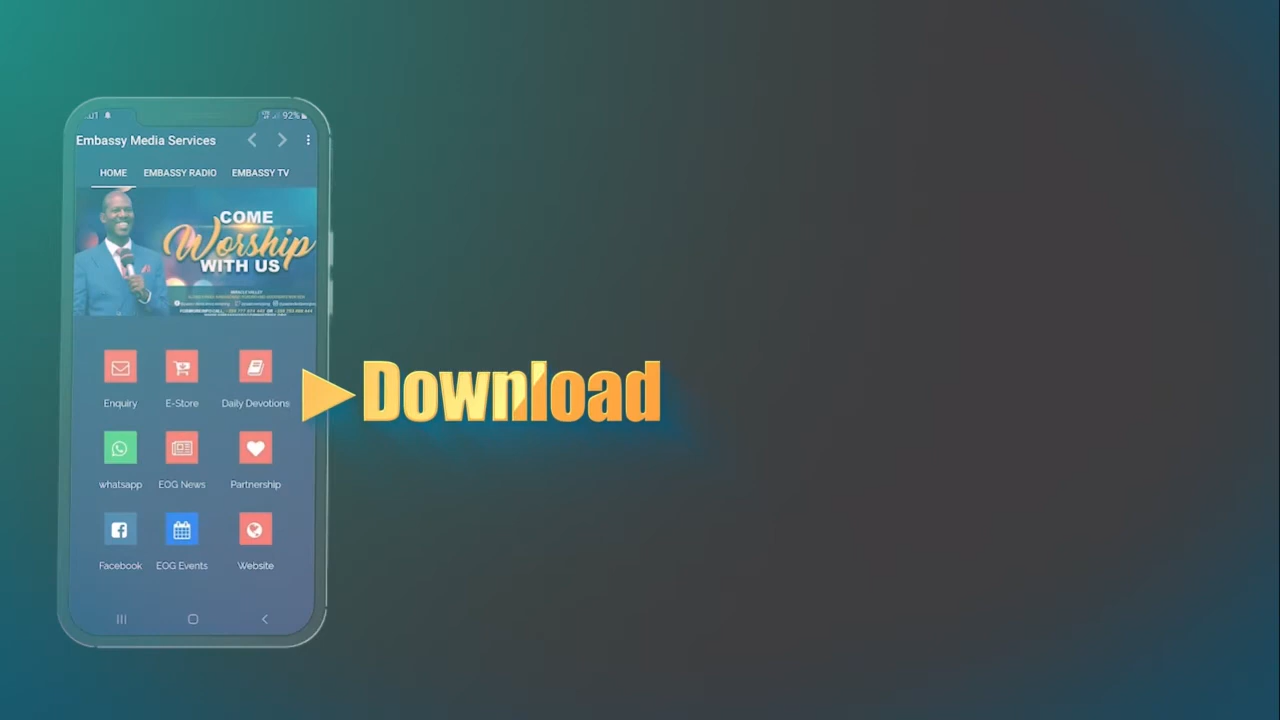 92%
Embassy Media Services
HOME EMBASSY RADIO EMBASSY TV
COME
Worship
WITH US
Enquiry E-Store Daily Devotions
Download
whatsapp EOG News Partnership
Facebook EOG Events Website